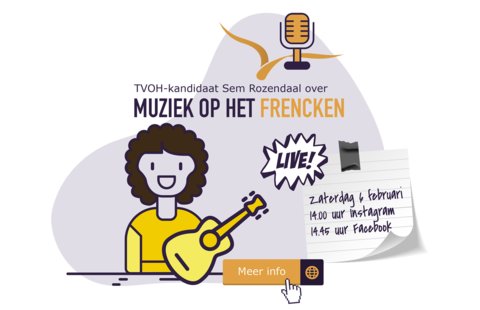 TVOH-kandidaat Sem Rozendaal over
MUZIEK OP HET FRENCKEN
LIVE!
Zaterdag 6 februari
14.00 uur Instagram
14.45 uur Facebook
Meer info